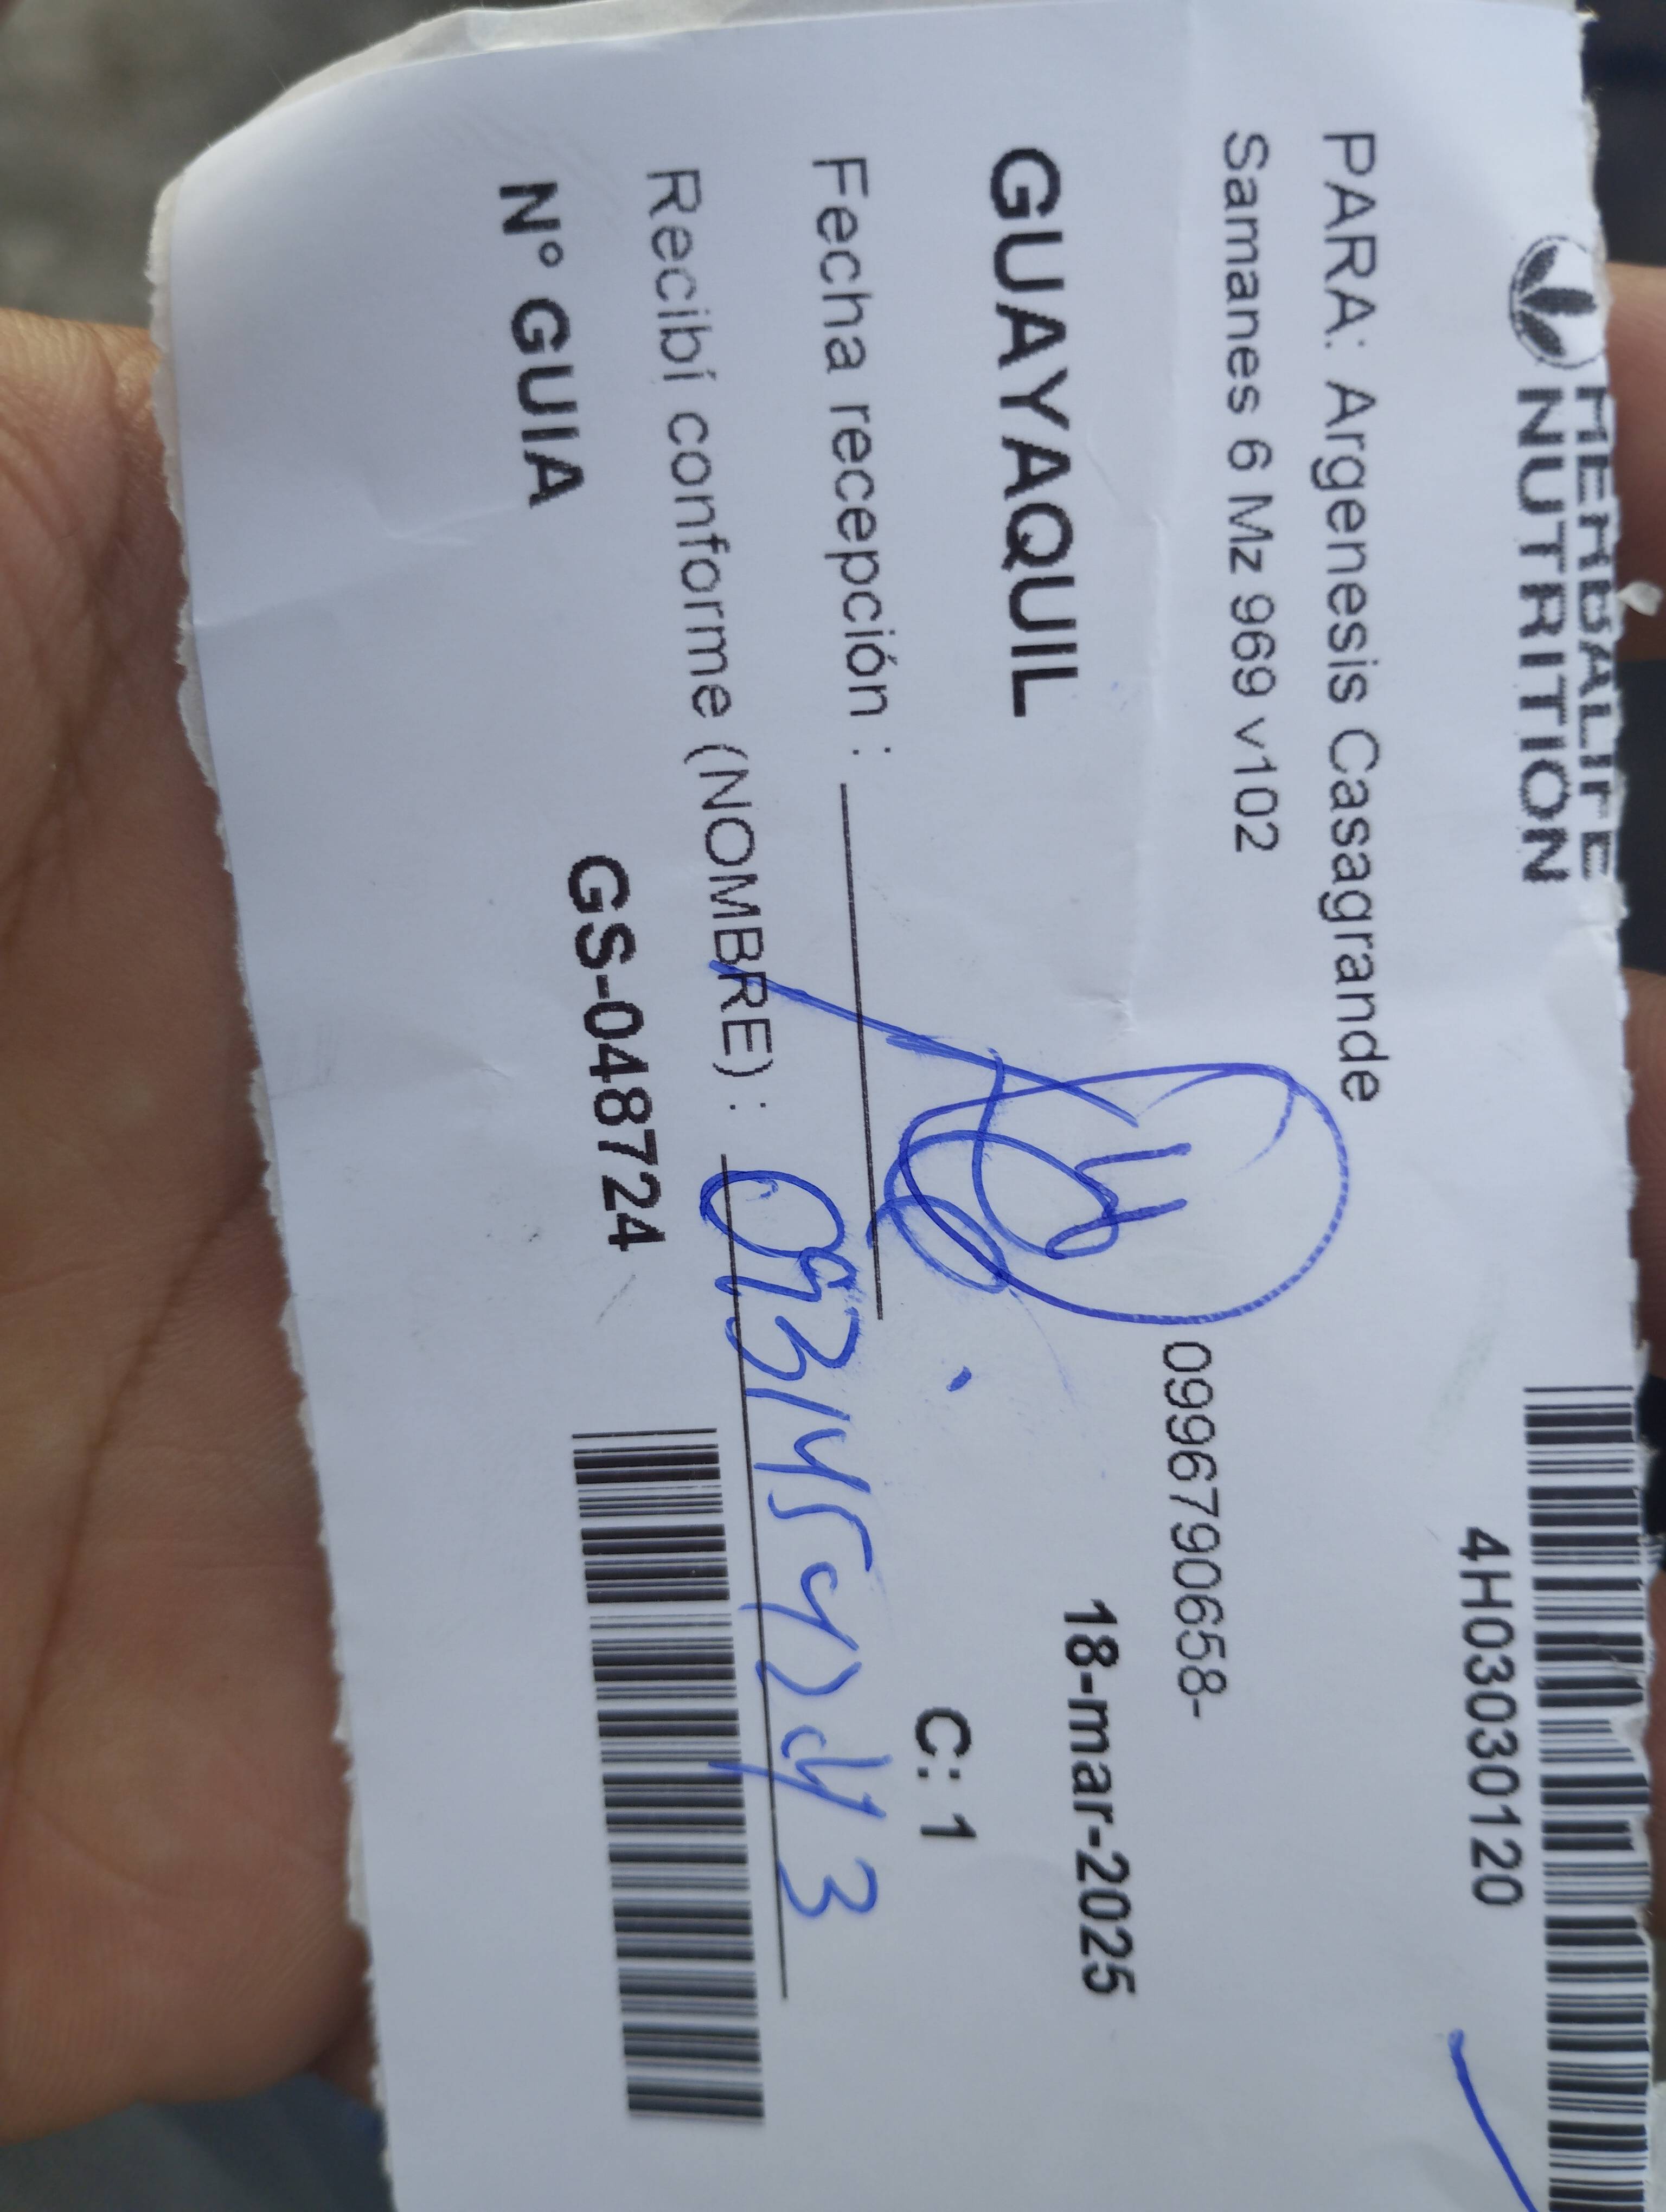 HERBALIFE
NUTRITION
4H03030120
PARA: Argenesis Casagrande
Samanes 6 Mz 969 v102
0996790658-
GUAYAQUIL
18-mar-2025
Fecha recepción :
C: 1
Recibí conforme (NOMBRE) :
N° GUIA
GS-048724